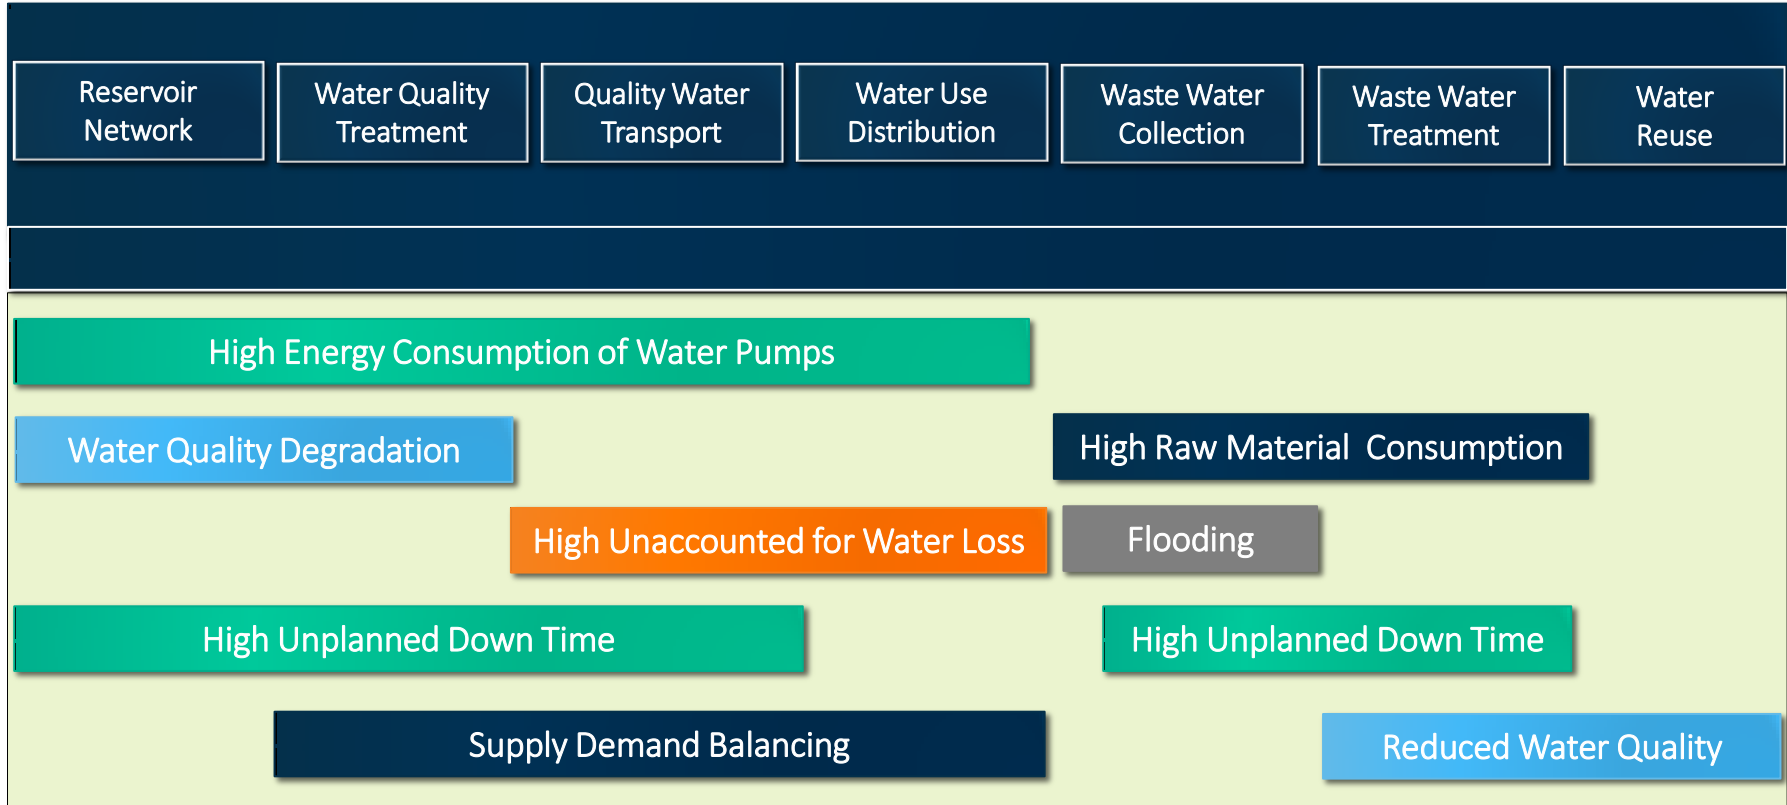 Reservoir
Network
Water Quality
Treatment
Quality Water
Transport
Water Use
Distribution
Waste Water
Collection
Waste Water
Treatment
Water
Reuse
High Energy Consumption of Water Pumps
Water Quality Degradation
High Raw Material  Consumption
High Unaccounted for Water Loss
Flooding
High Unplanned Down Time
High Unplanned Down Time
Supply Demand Balancing
Reduced Water Quality